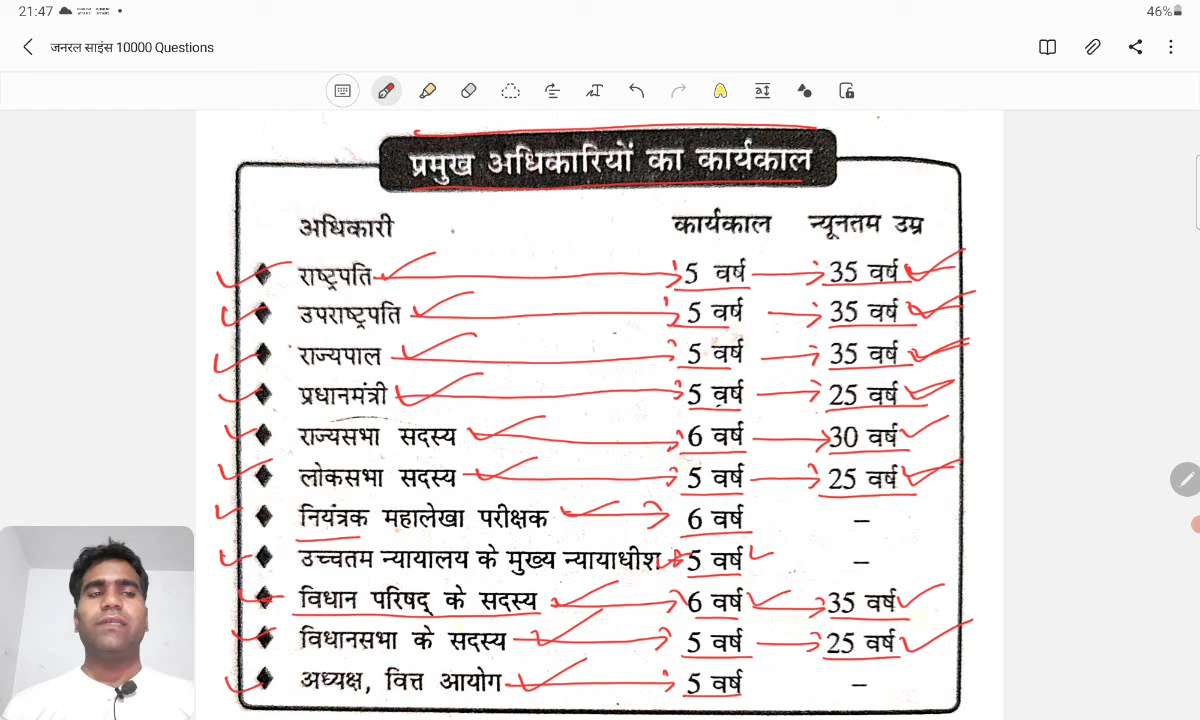 21:47
46%
जनरल साइंस 10000 Questions
प्रमुख अधिकारियों का कार्यकाल
अधिकारी कार्यकाल न्यूनतम उम्र
राष्ट्रपति 5 वर्ष 35 वर्ष
उपराष्ट्रपति 5 वर्ष 35 वर्ष
राज्यपाल 5 वर्ष 35 वर्ष
प्रधानमंत्री 5 वर्ष 25 वर्ष
राज्यसभा सदस्य 6 वर्ष 30 वर्ष
लोकसभा सदस्य 5 वर्ष 25 वर्ष
नियंत्रक महालेखा परीक्षक 6 वर्ष –
उच्चतम न्यायालय के मुख्य न्यायाधीश 5 वर्ष –
विधान परिषद् के सदस्य 6 वर्ष 35 वर्ष
विधानसभा के सदस्य 5 वर्ष 25 वर्ष
अध्यक्ष, वित्त आयोग 5 वर्ष –